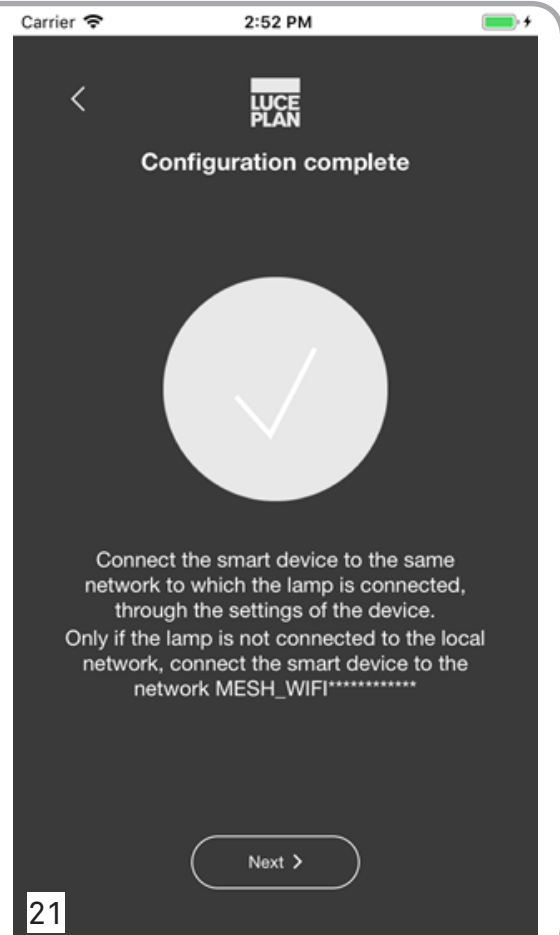 Carrier 2:52 PM
LUCE
PLAN
Configuration complete
Connect the smart device to the same
network to which the lamp is connected,
through the settings of the device.
Only if the lamp is not connected to the local
network, connect the smart device to the
network MESH_WIFI************
Next >
21